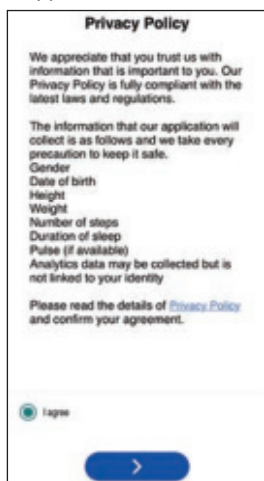 Privacy Policy
We appreciate that you trust us with
information that is important to you. Our
Privacy Policy is fully compliant with the
latest laws and regulations.
The information that our application will
collect is as follows and we take every
precaution to keep it safe.
Gender
Date of birth
Height
Weight
Number of steps
Duration of sleep
Pulse (if available)
Analytics data may be collected but is
not linked to your identity
Please read the details of Privacy Policy
and confirm your agreement.
I agree